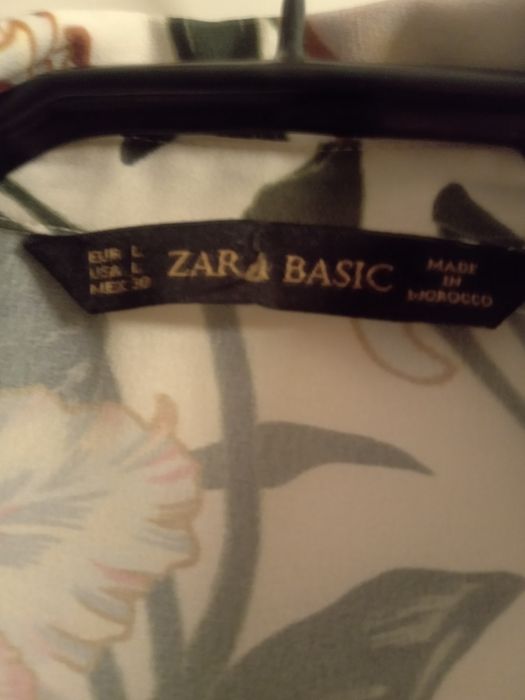 EUR L
USA L
MEX 30
ZARA BASIC
MADE
IN
MOROCCO